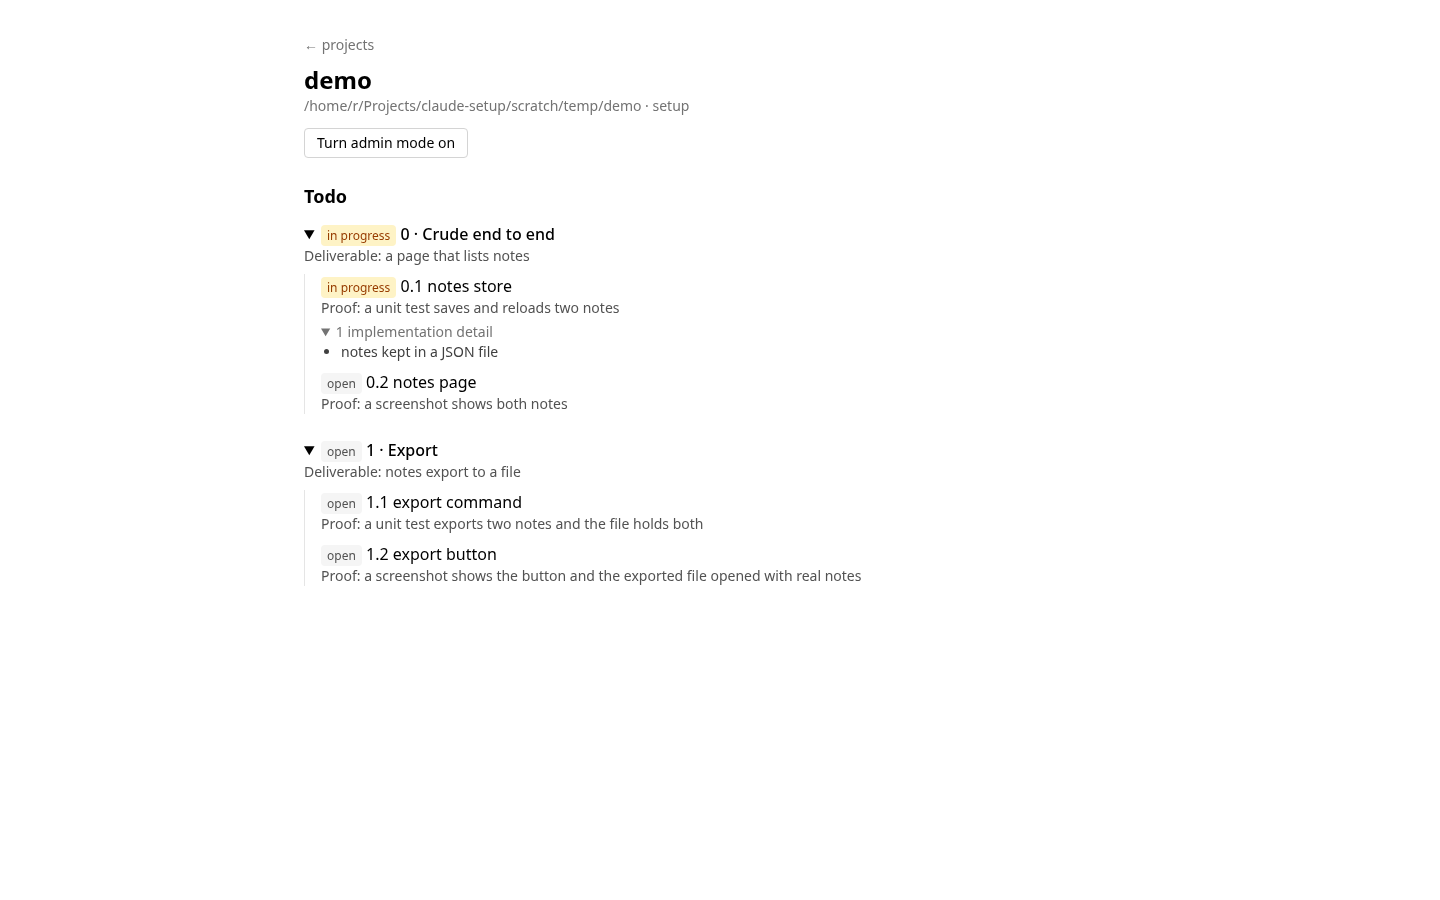 ← projects
demo
/home/r/Projects/claude-setup/scratch/temp/demo · setup
Turn admin mode on
Todo
▼ in progress 0 · Crude end to end
Deliverable: a page that lists notes
in progress 0.1 notes store
Proof: a unit test saves and reloads two notes
▼ 1 implementation detail
• notes kept in a JSON file
open 0.2 notes page
Proof: a screenshot shows both notes
▼ open 1 · Export
Deliverable: notes export to a file
open 1.1 export command
Proof: a unit test exports two notes and the file holds both
open 1.2 export button
Proof: a screenshot shows the button and the exported file opened with real notes